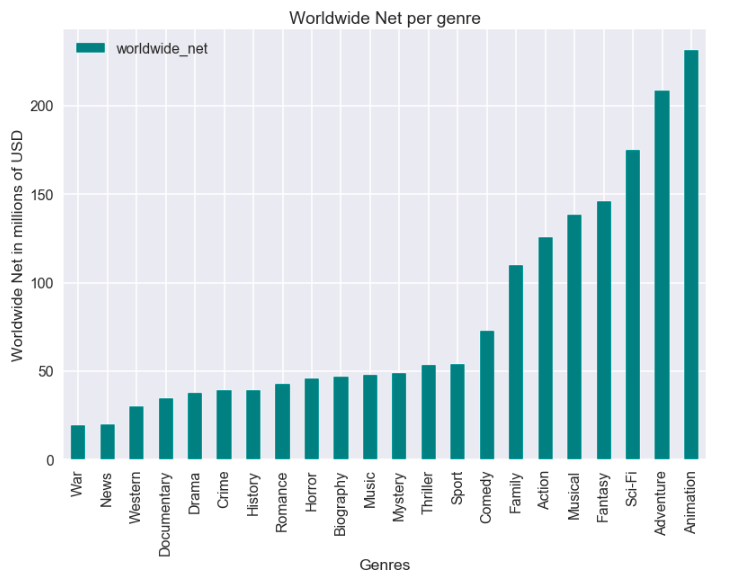 Worldwide Net per genre
worldwide_net
Worldwide Net in millions of USD
200
150
100
50
0
War
News
Western
Documentary
Drama
Crime
History
Romance
Horror
Biography
Music
Mystery
Thriller
Sport
Comedy
Family
Action
Musical
Fantasy
Sci-Fi
Adventure
Animation
Genres